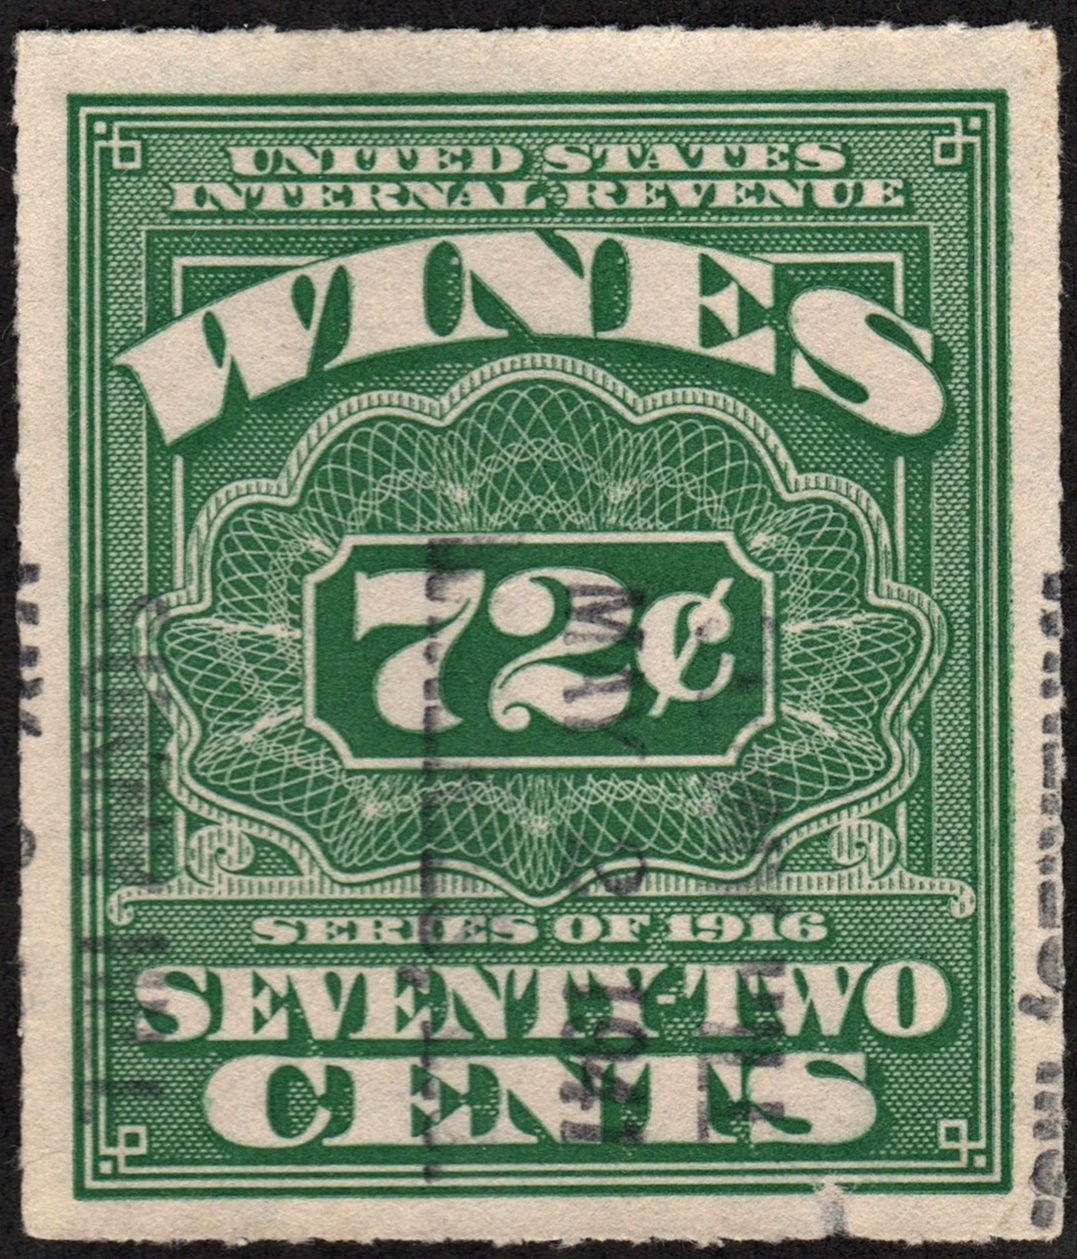 UNITED STATES
INTERNAL REVENUE
WINES
72¢
SERIES OF 1916
SEVENTY-TWO
CENTS